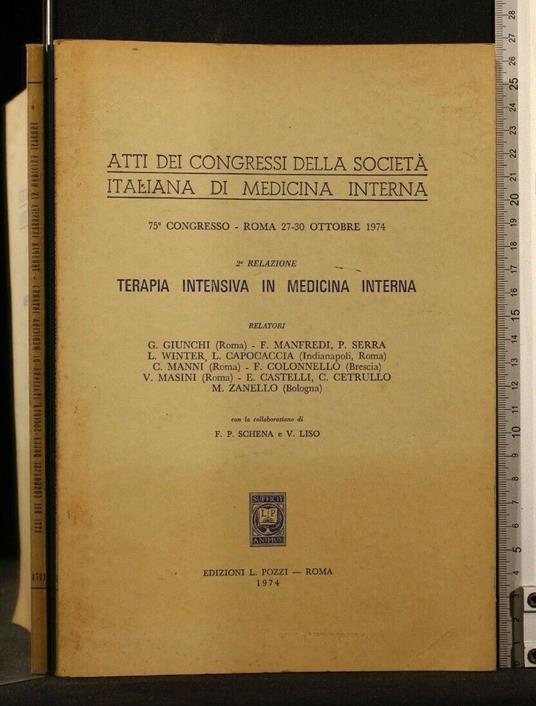 ATTI DEI CONGRESSI DELLA SOCIETÀ
ITALIANA DI MEDICINA INTERNA
75° CONGRESSO - ROMA 27-30 OTTOBRE 1974
2ª RELAZIONE
TERAPIA INTENSIVA IN MEDICINA INTERNA
RELATORI
G. GIUNCHI (Roma) - F. MANFREDI, P. SERRA
L. WINTER, L. CAPOCACCIA (Indianapoli, Roma)
C. MANNI (Roma) - F. COLONNELLO (Brescia)
V. MASINI (Roma) - E. CASTELLI, C. CETRULLO
M. ZANELLO (Bologna)
con la collaborazione di
F. P. SCHENA e V. LISO
SUFFICIT
L P
ANIMUS
EDIZIONI L. POZZI — ROMA
1974